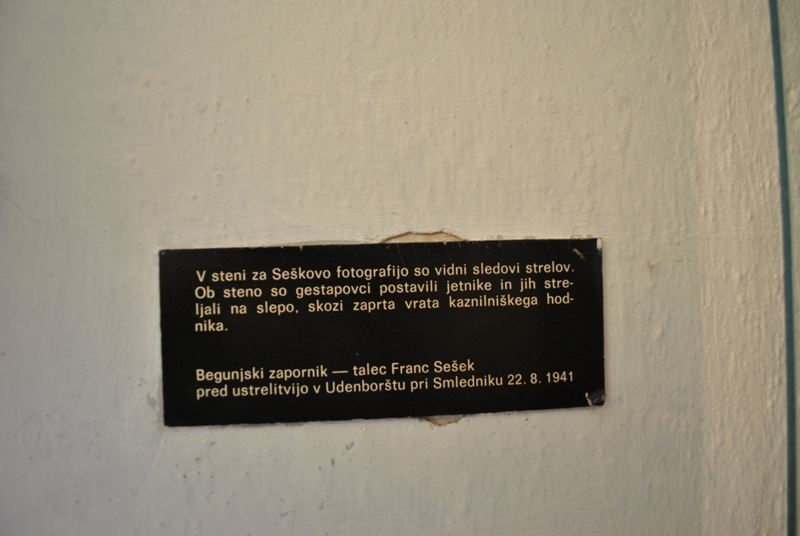 V steni za Seškovo fotografijo so vidni sledovi strelov.
Ob steno so gestapovci postavili jetnike in jih stre-
ljali na slepo, skozi zaprta vrata kaznilniškega hod-
nika.
Begunjski zapornik — talec Franc Sešek
pred ustrelitvijo v Udenborštu pri Smledniku 22. 8. 1941